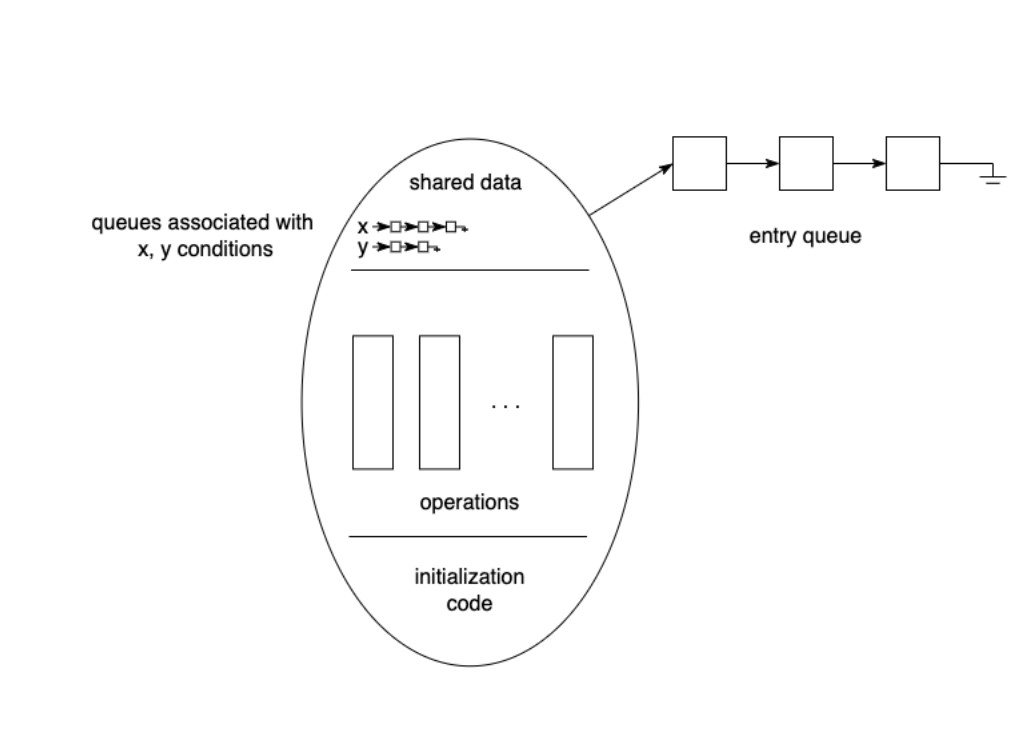 shared data
queues associated with
x, y conditions
x
y
entry queue
. . .
operations
initialization
code